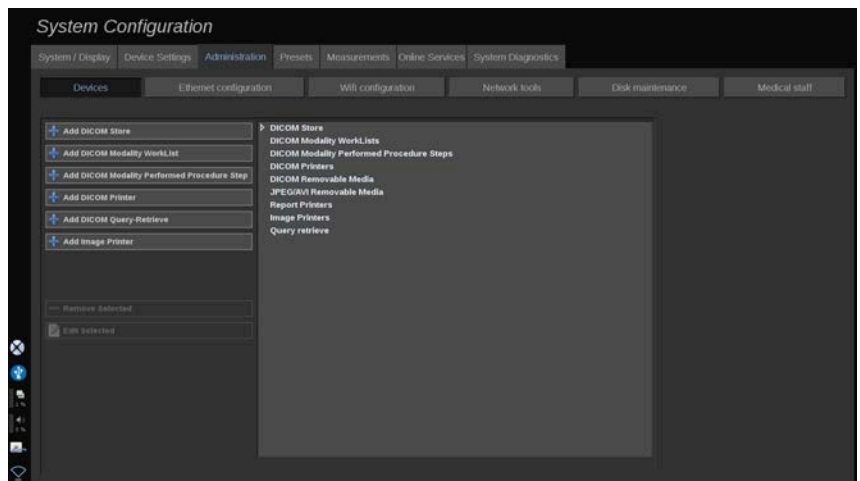 System Configuration
System / Display Device Settings Administration Presets Measurements Online Services System Diagnostics
Devices Ethernet configuration Wifi configuration Network tools Disk maintenance Medical staff
Add DICOM Store
Add DICOM Modality WorkList
Add DICOM Modality Performed Procedure Step
Add DICOM Printer
Add DICOM Query-Retrieve
Add Image Printer
Remove Selected
Edit Selected
DICOM Store
DICOM Modality WorkLists
DICOM Modality Performed Procedure Steps
DICOM Printers
DICOM Removable Media
JPEG/AVI Removable Media
Report Printers
Image Printers
Query retrieve